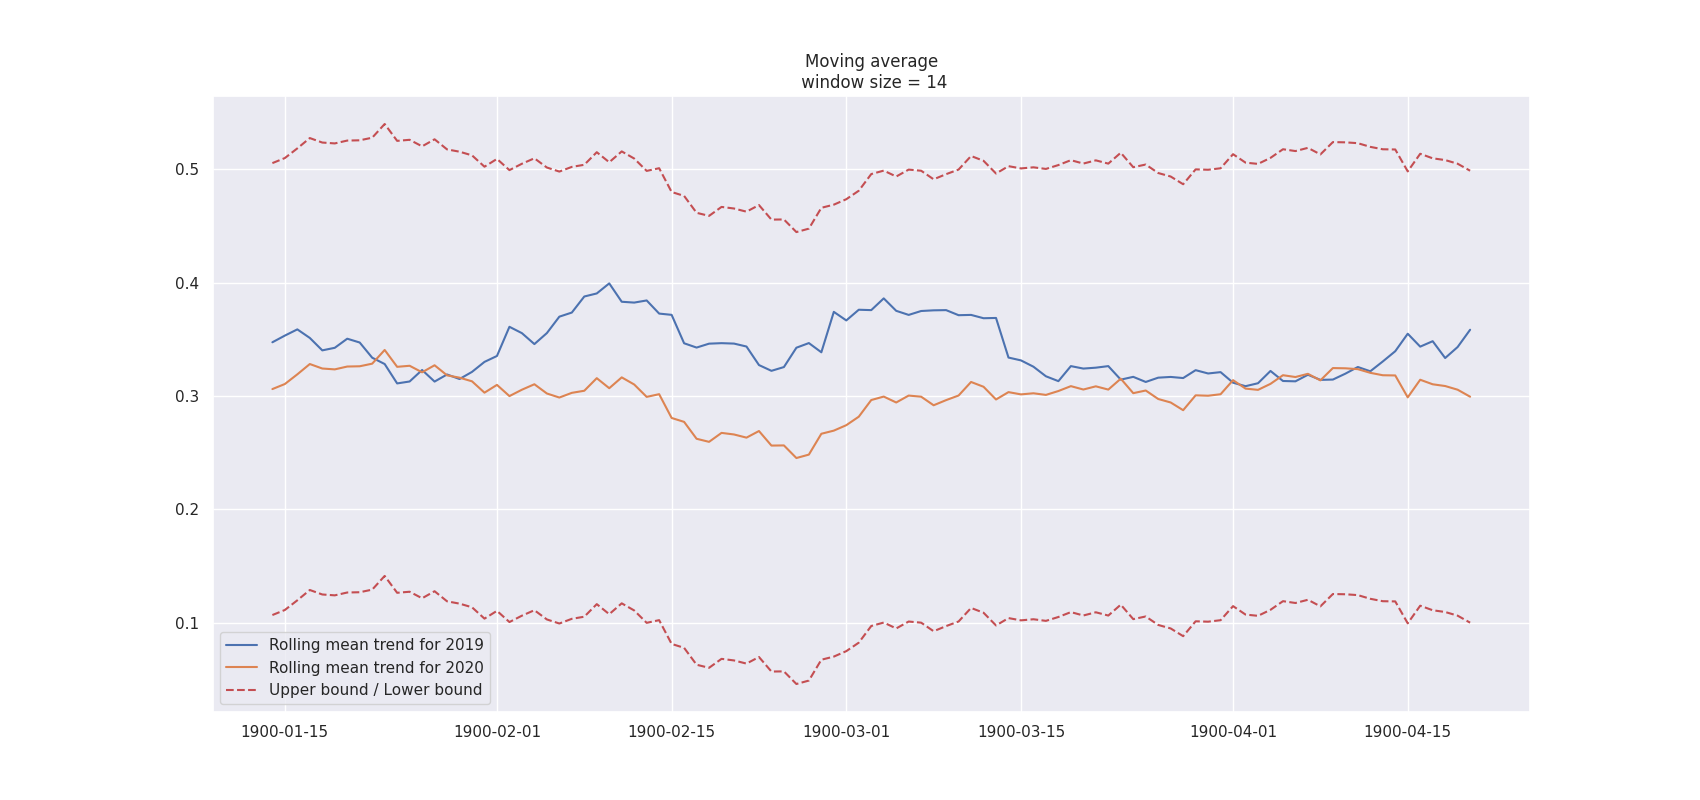 Moving average
window size = 14
0.5
0.4
0.3
0.2
0.1
Rolling mean trend for 2019
Rolling mean trend for 2020
Upper bound / Lower bound
1900-01-15
1900-02-01
1900-02-15
1900-03-01
1900-03-15
1900-04-01
1900-04-15